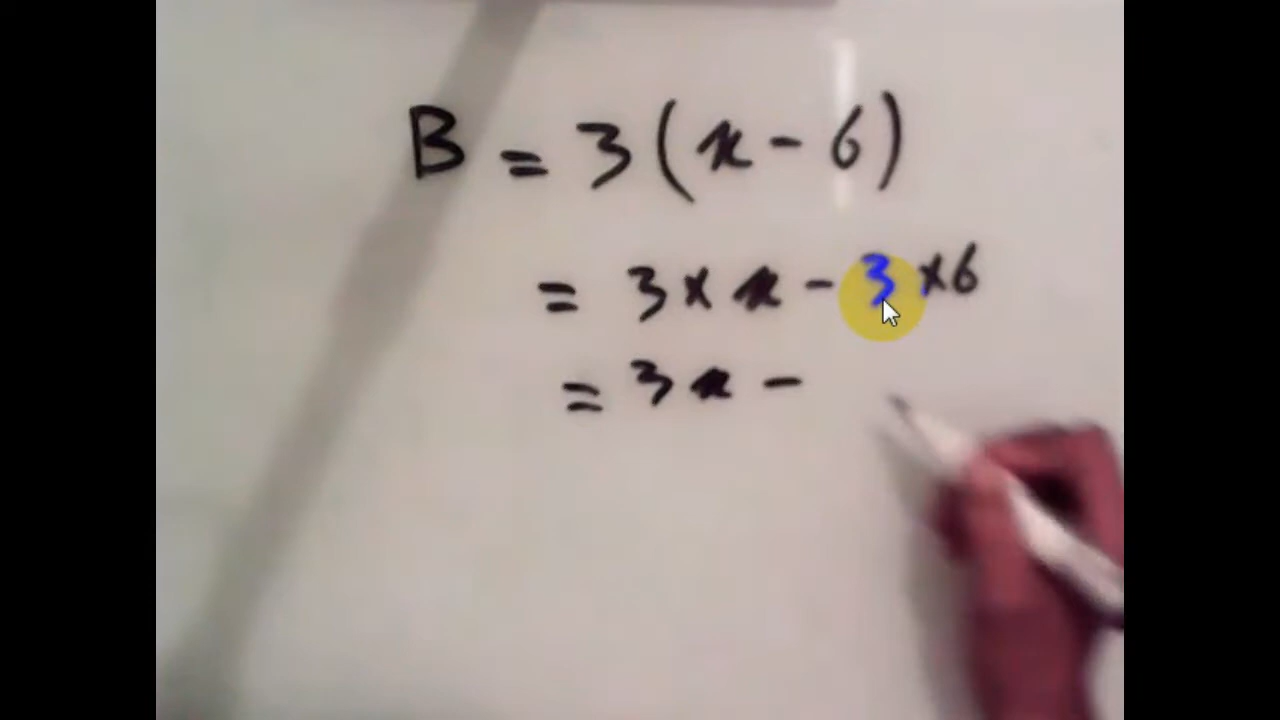 B = 3(x - 6)
= 3 × x - 3 × 6
= 3x -